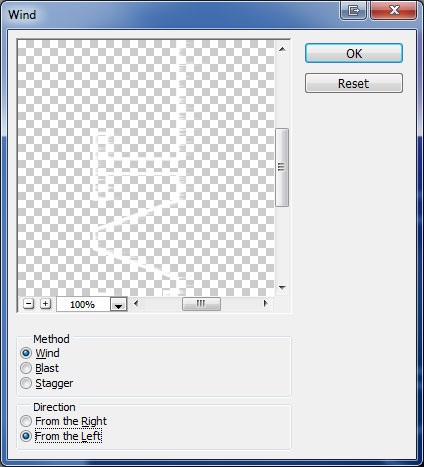 Wind
OK
Reset
100%
Method
Wind
Blast
Stagger
Direction
From the Right
From the Left